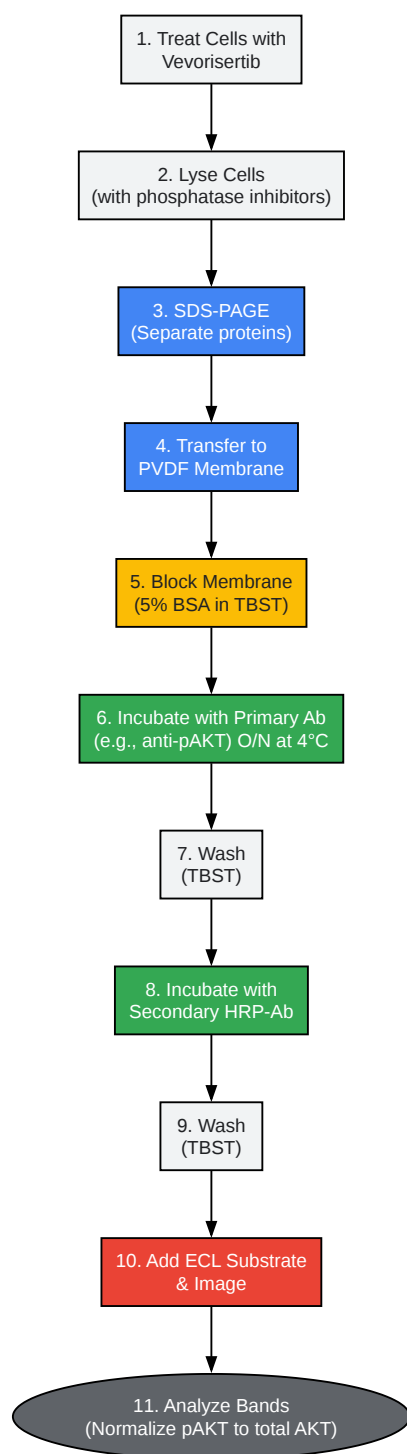 1. Treat Cells with
Vevorisertib
2. Lyse Cells
(with phosphatase inhibitors)
3. SDS-PAGE
(Separate proteins)
4. Transfer to
PVDF Membrane
5. Block Membrane
(5% BSA in TBST)
6. Incubate with Primary Ab
(e.g., anti-pAKT) O/N at 4°C
7. Wash
(TBST)
8. Incubate with
Secondary HRP-Ab
9. Wash
(TBST)
10. Add ECL Substrate
& Image
11. Analyze Bands
(Normalize pAKT to total AKT)